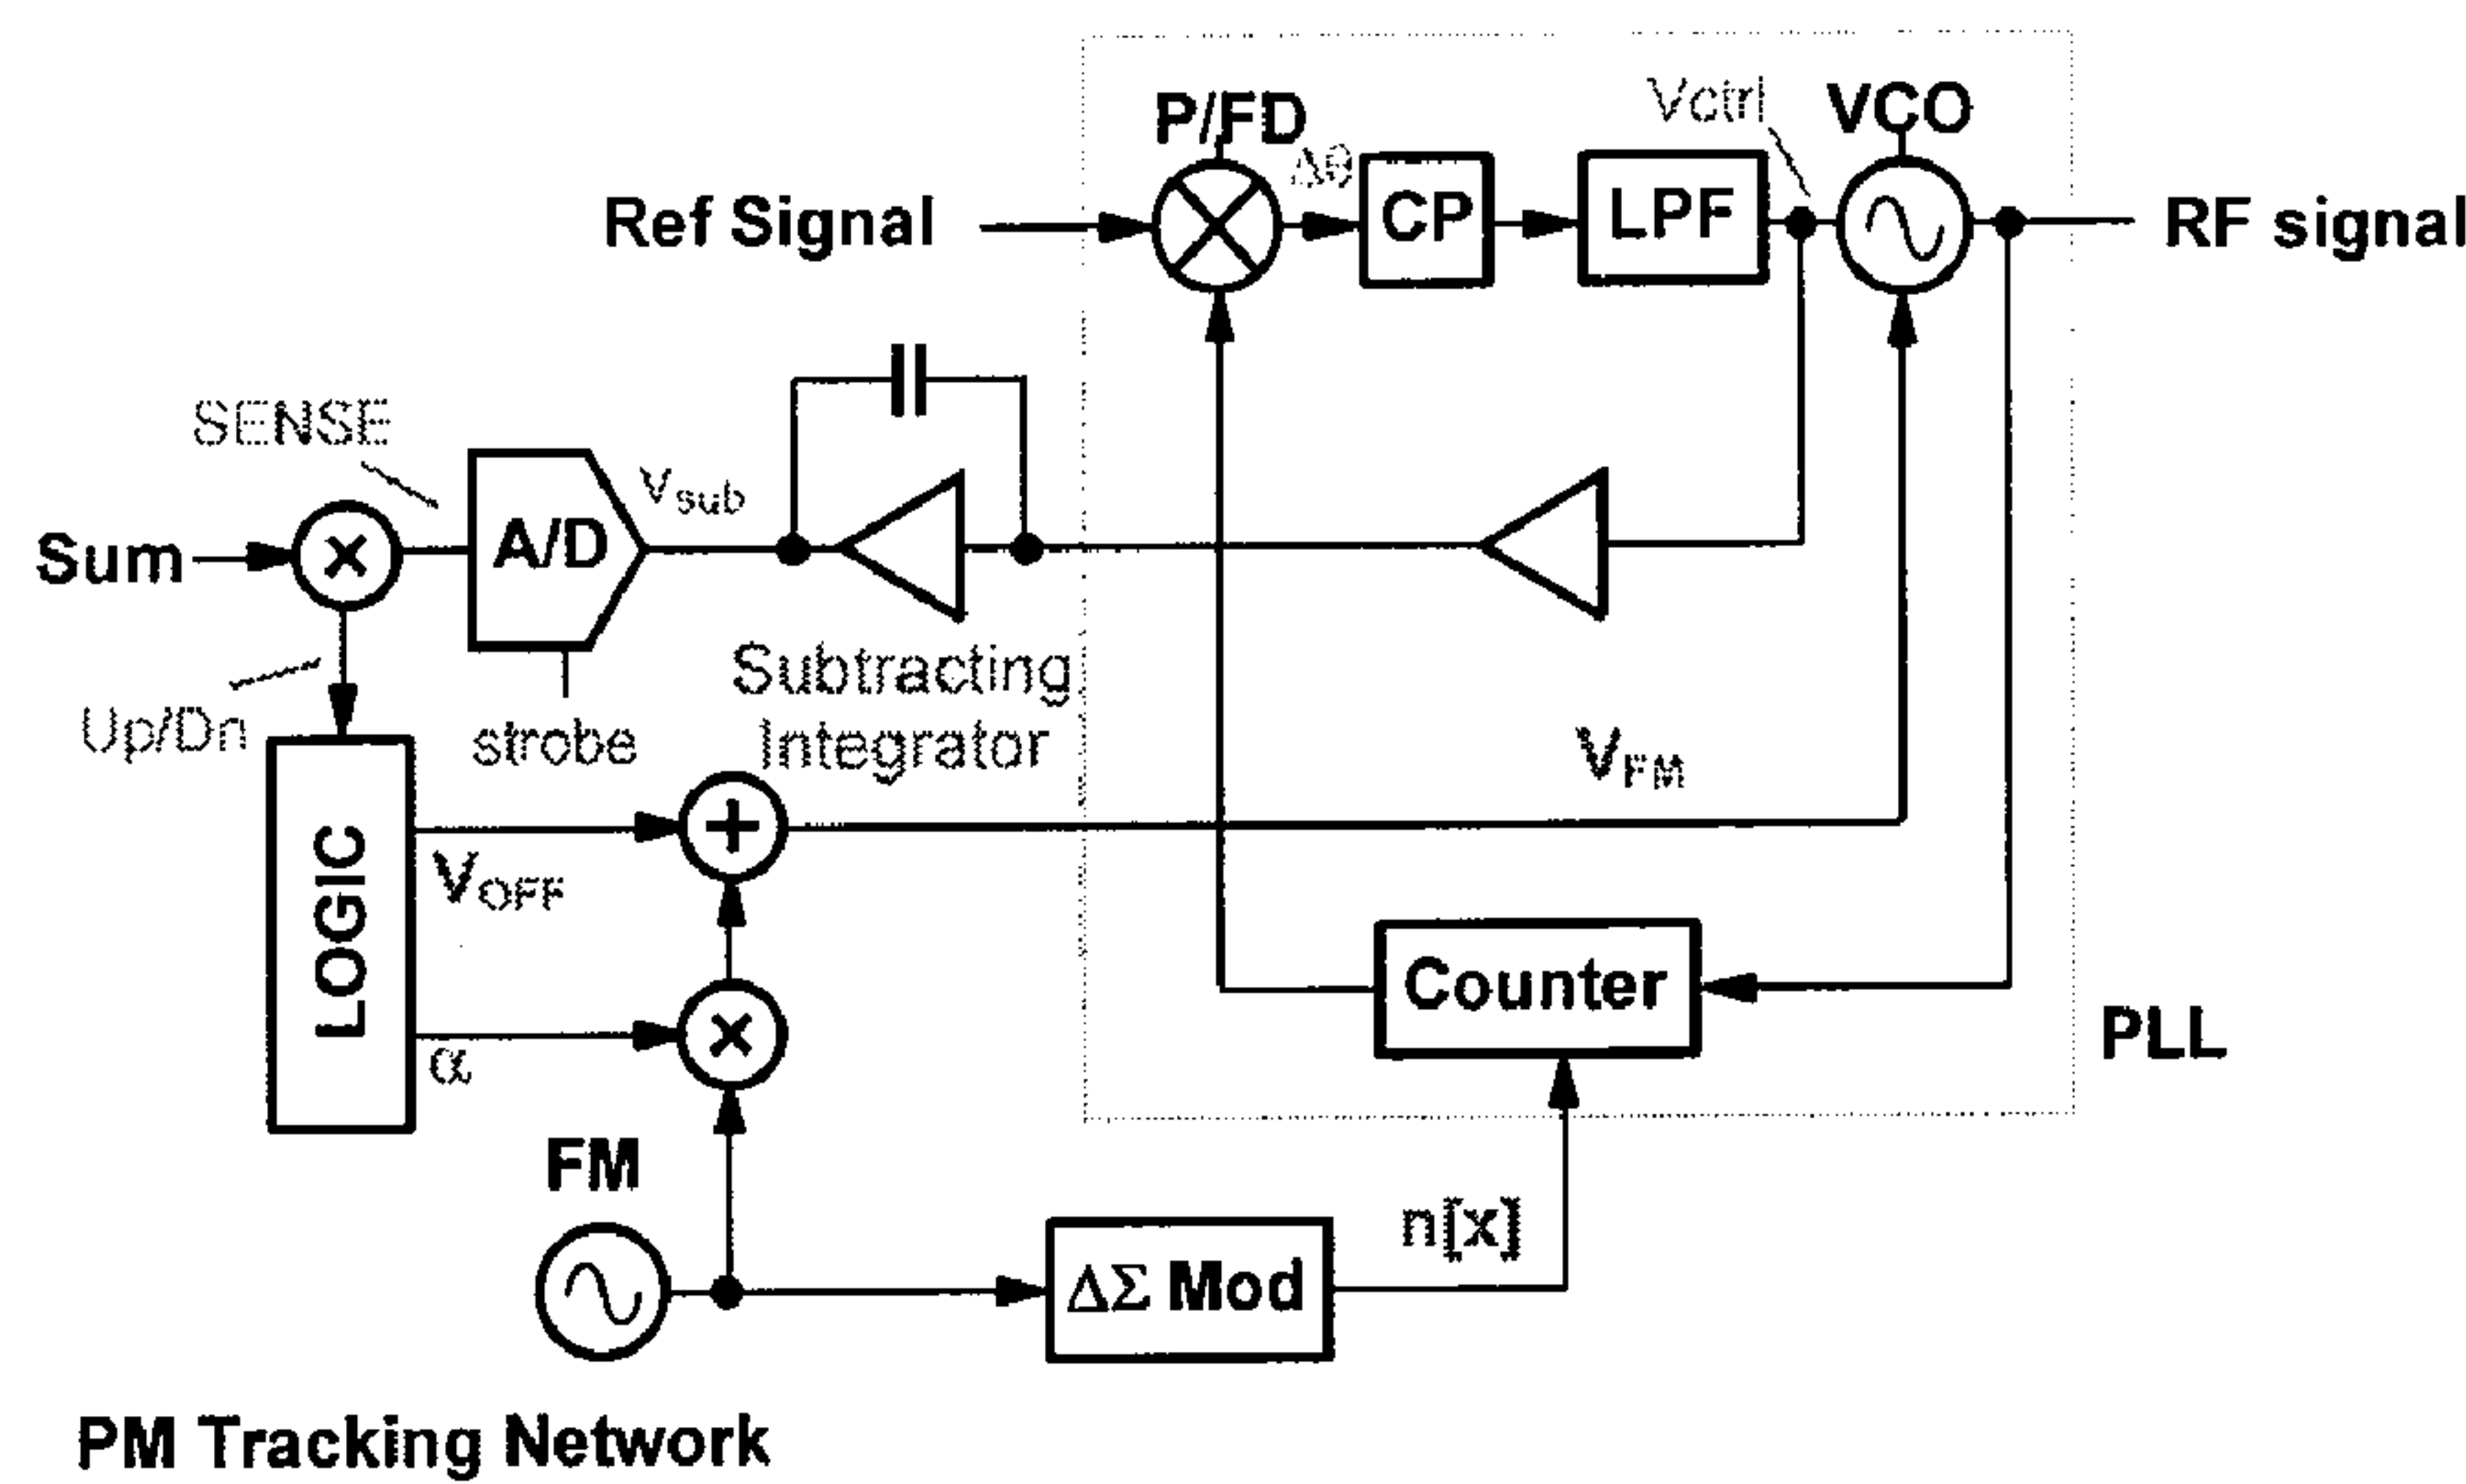 P/FD
Δθ
Vctrl
VCO
CP
LPF
Ref Signal
RF signal
SENSE
A/D
Vsub
Sum
Subtracting
Integrator
Up/Dn
strobe
VFM
LOGIC
VOFF
α
Counter
PLL
FM
n[x]
ΔΣ Mod
PM Tracking Network